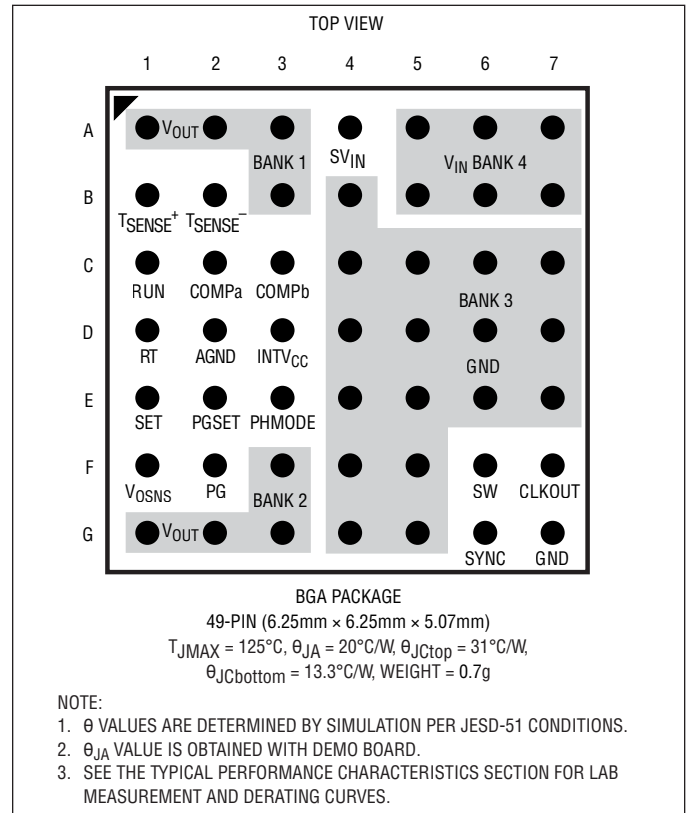 TOP VIEW
1 2 3 4 5 6 7
A VOUT SVIN
BANK 1 VIN BANK 4
B
TSENSE+ TSENSE–
C
RUN COMPa COMPb
BANK 3
D
RT AGND INTVCC
GND
E
SET PGSET PHMODE
F
VOSNS PG BANK 2 SW CLKOUT
G VOUT
SYNC GND
BGA PACKAGE
49-PIN (6.25mm × 6.25mm × 5.07mm)
TJMAX = 125°C, θJA = 20°C/W, θJCtop = 31°C/W,
θJCbottom = 13.3°C/W, WEIGHT = 0.7g
NOTE:
1. θ VALUES ARE DETERMINED BY SIMULATION PER JESD-51 CONDITIONS.
2. θJA VALUE IS OBTAINED WITH DEMO BOARD.
3. SEE THE TYPICAL PERFORMANCE CHARACTERISTICS SECTION FOR LAB
MEASUREMENT AND DERATING CURVES.